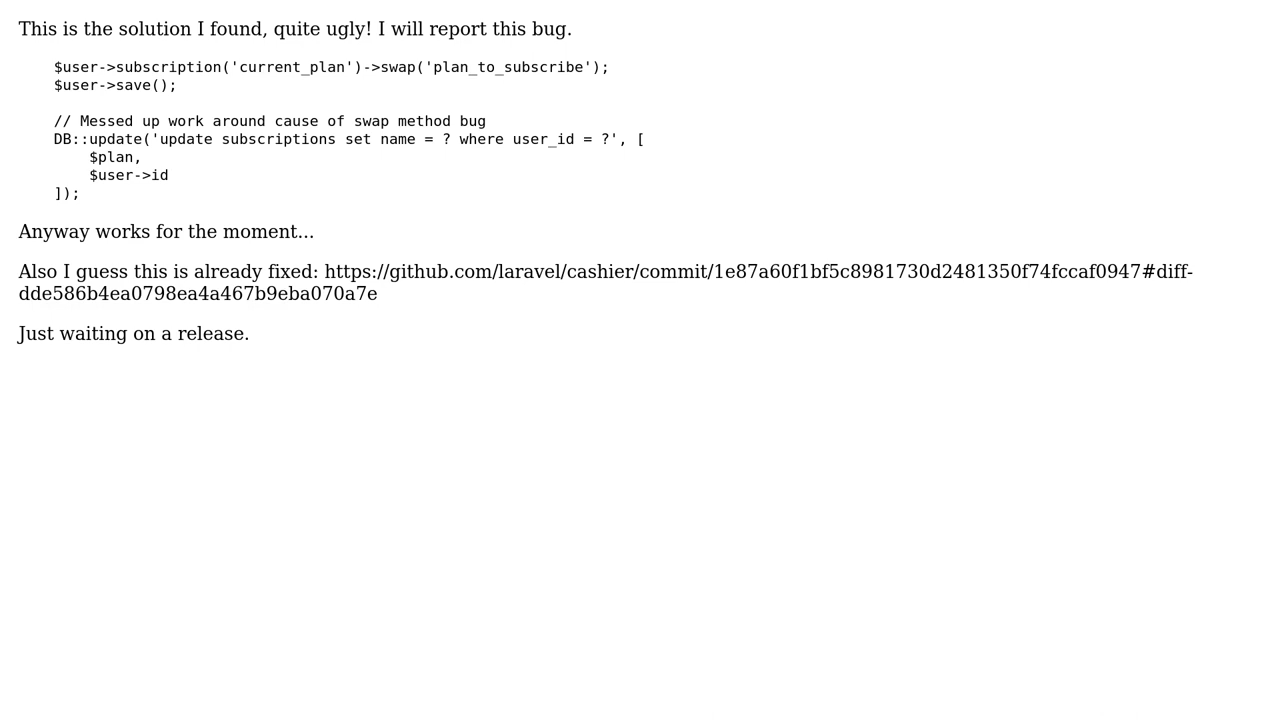 This is the solution I found, quite ugly! I will report this bug.
$user->subscription('current_plan')->swap('plan_to_subscribe');
$user->save();
// Messed up work around cause of swap method bug
DB::update('update subscriptions set name = ? where user_id = ?', [
    $plan,
    $user->id
]);
Anyway works for the moment...
Also I guess this is already fixed: https://github.com/laravel/cashier/commit/1e87a60f1bf5c8981730d2481350f74fccaf0947#diff-
dde586b4ea0798ea4a467b9eba070a7e
Just waiting on a release.